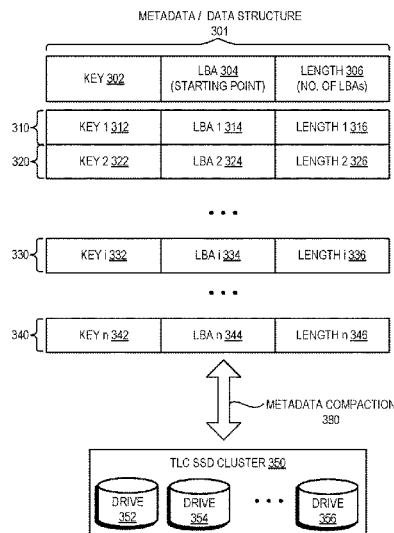 METADATA / DATA STRUCTURE
301
KEY 302
LBA 304
(STARTING POINT)
LENGTH 306
(NO. OF LBAs)
310
KEY 1 312
LBA 1 314
LENGTH 1 316
320
KEY 2 322
LBA 2 324
LENGTH 2 326
• • •
330
KEY i 332
LBA i 334
LENGTH i 336
• • •
340
KEY n 342
LBA n 344
LENGTH n 346
METADATA COMPACTION
380
TLC SSD CLUSTER 350
DRIVE
352
DRIVE
354
• • •
DRIVE
356